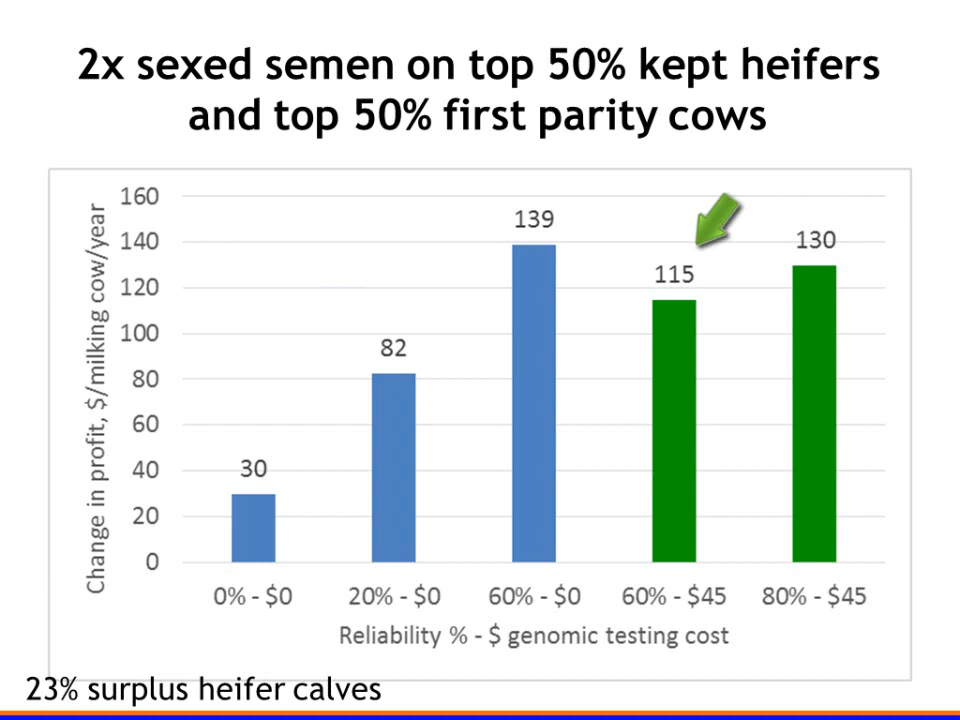 2x sexed semen on top 50% kept heifers
and top 50% first parity cows
Change in profit, $/milking cow/year
160
140
120
100
80
60
40
20
0
30
82
139
115
130
0% - $0
20% - $0
60% - $0
60% - $45
80% - $45
Reliability % - $ genomic testing cost
23% surplus heifer calves